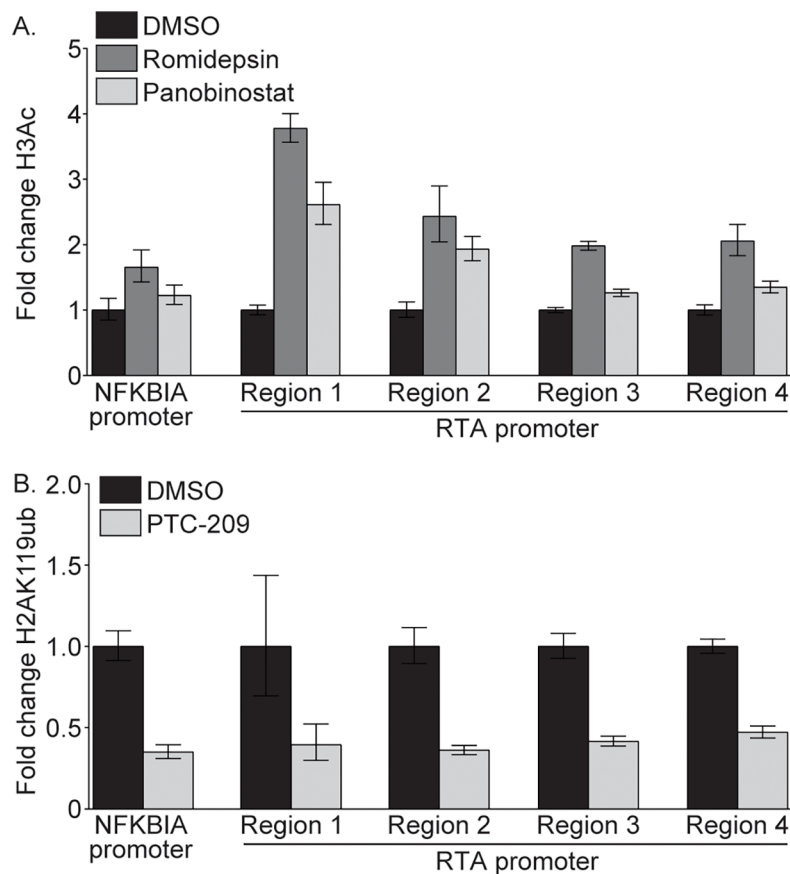 A.
DMSO
Romidepsin
Panobinostat
Fold change H3Ac
5
4
3
2
1
0
NFKBIA promoter
Region 1
Region 2
Region 3
Region 4
RTA promoter
B.
DMSO
PTC-209
Fold change H2AK119ub
2.0
1.5
1.0
0.5
0
NFKBIA promoter
Region 1
Region 2
Region 3
Region 4
RTA promoter